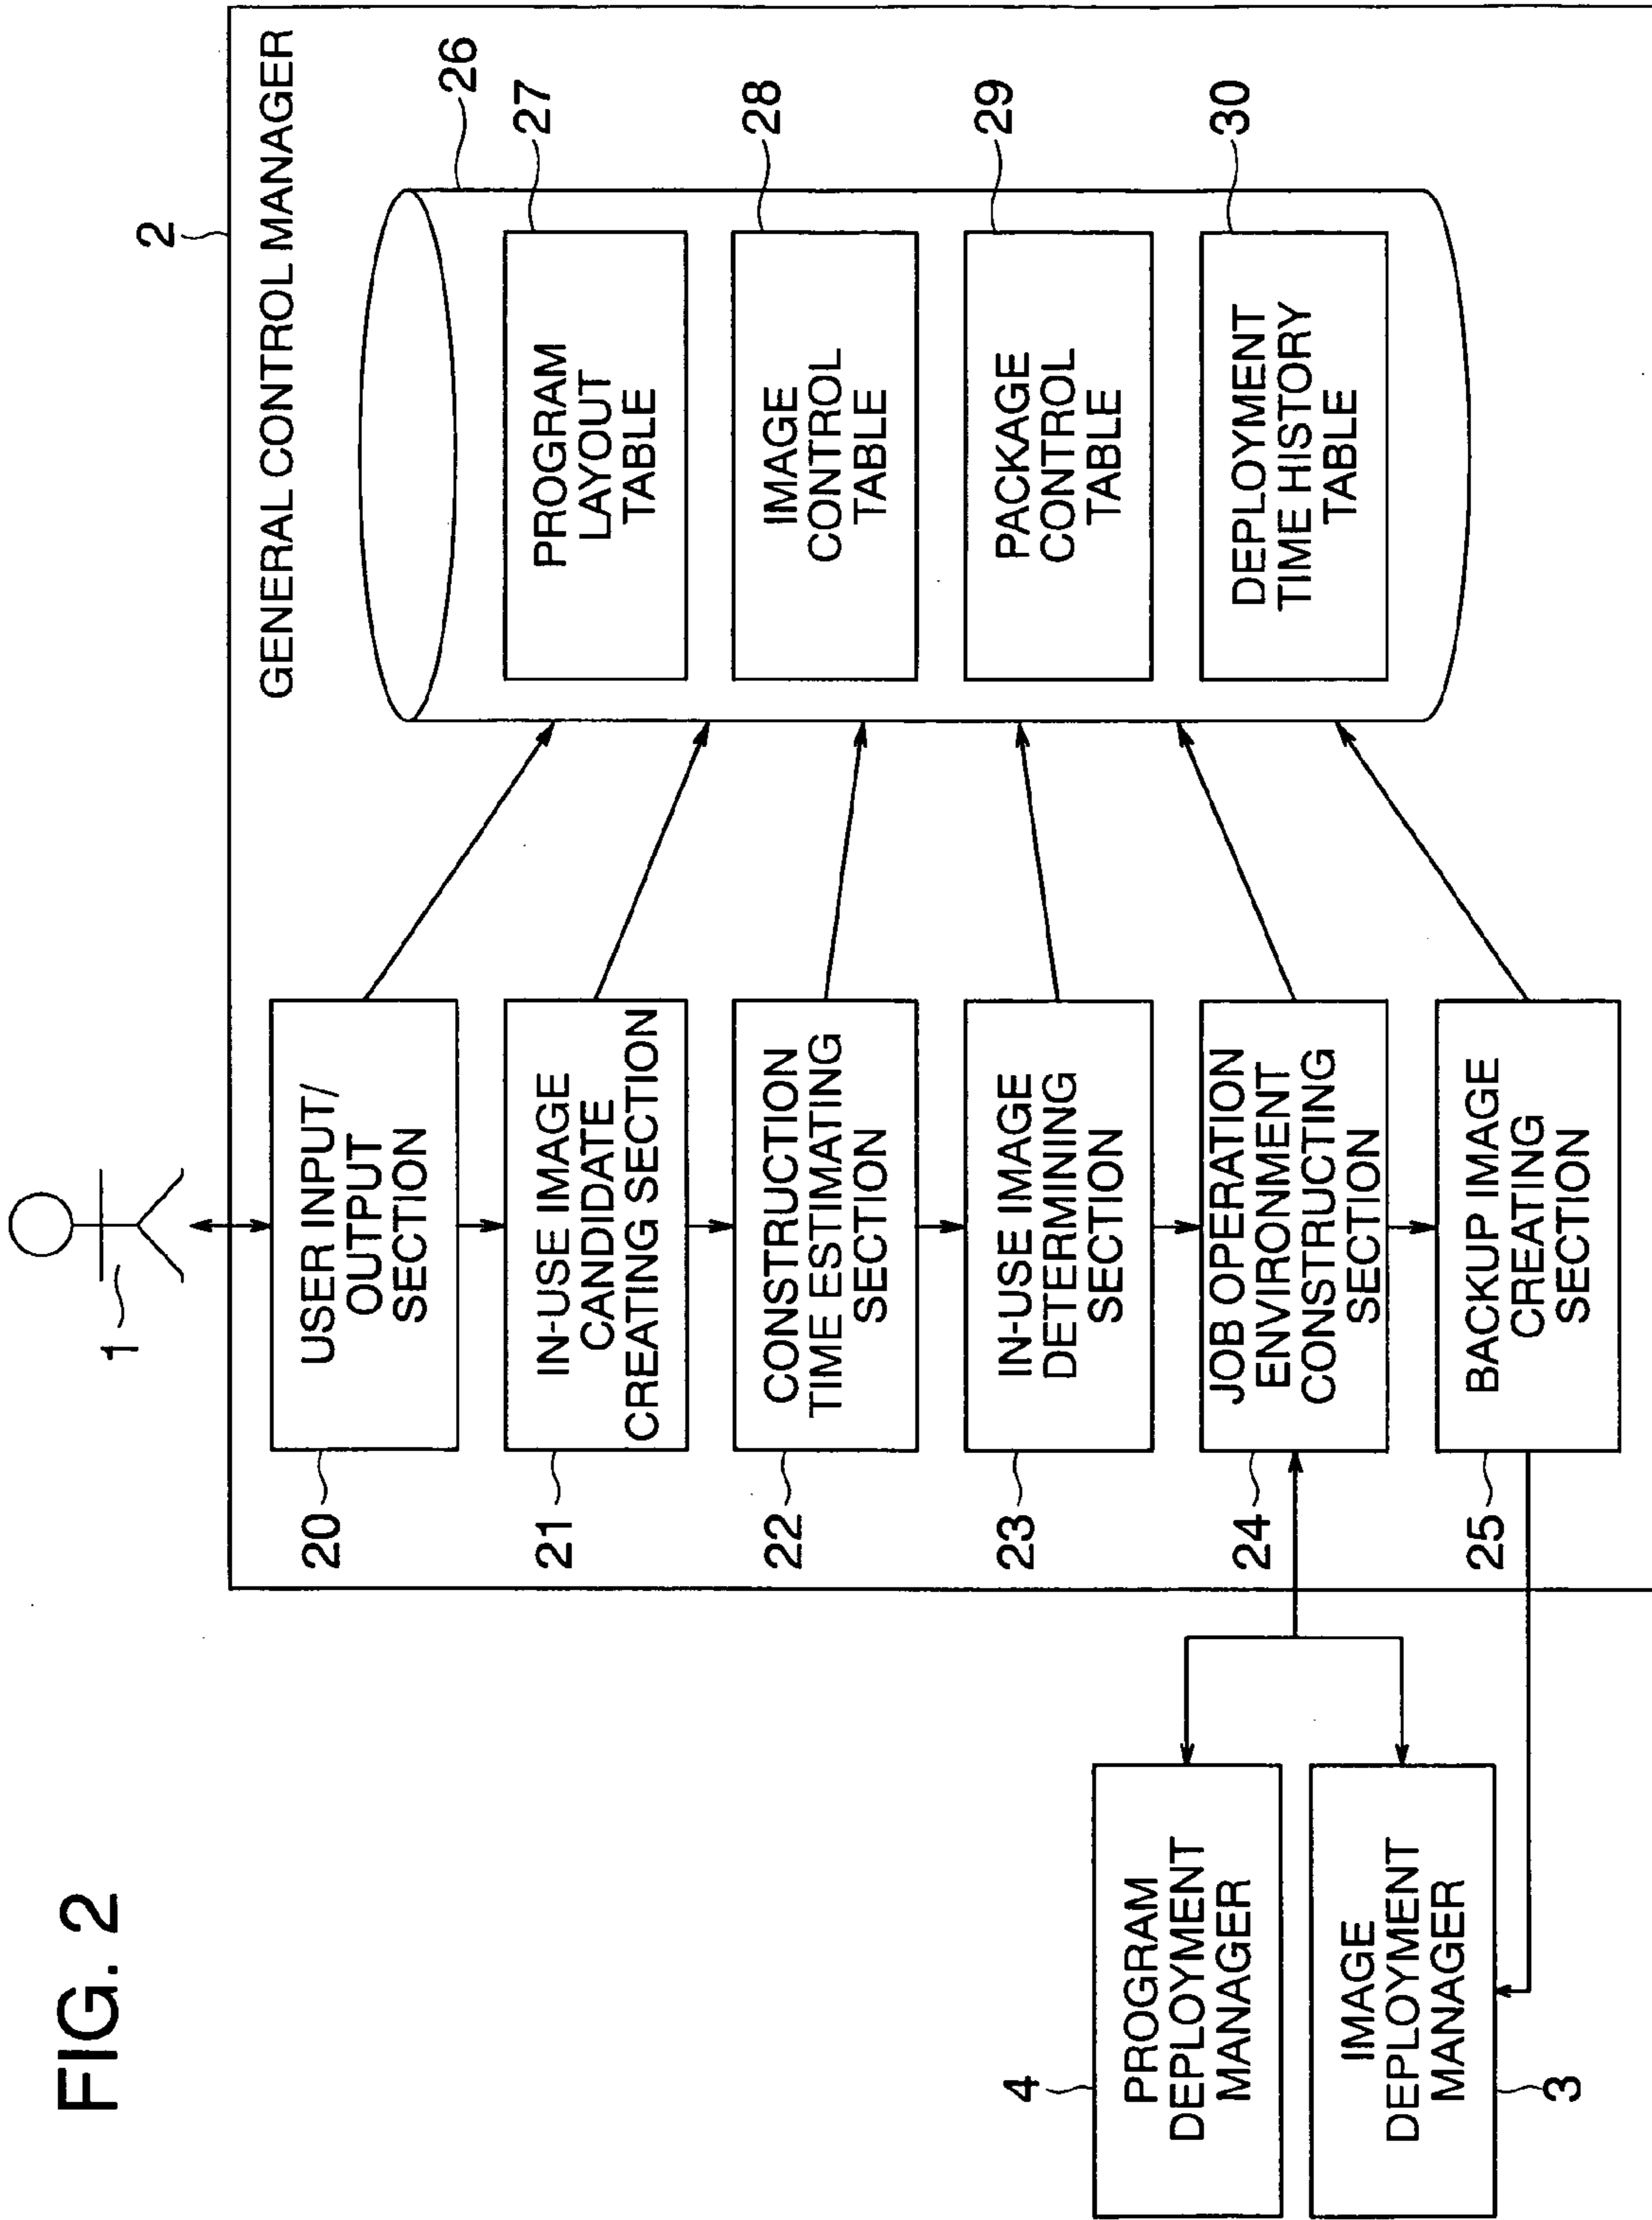 FIG. 2
1
2
GENERAL CONTROL MANAGER
20
USER INPUT/
OUTPUT
SECTION
21
IN-USE IMAGE
CANDIDATE
CREATING SECTION
22
CONSTRUCTION
TIME ESTIMATING
SECTION
23
IN-USE IMAGE
DETERMINING
SECTION
24
JOB OPERATION
ENVIRONMENT
CONSTRUCTING
SECTION
25
BACKUP IMAGE
CREATING
SECTION
26
27
PROGRAM
LAYOUT
TABLE
28
IMAGE
CONTROL
TABLE
29
PACKAGE
CONTROL
TABLE
30
DEPLOYMENT
TIME HISTORY
TABLE
4
PROGRAM
DEPLOYMENT
MANAGER
IMAGE
DEPLOYMENT
MANAGER
3